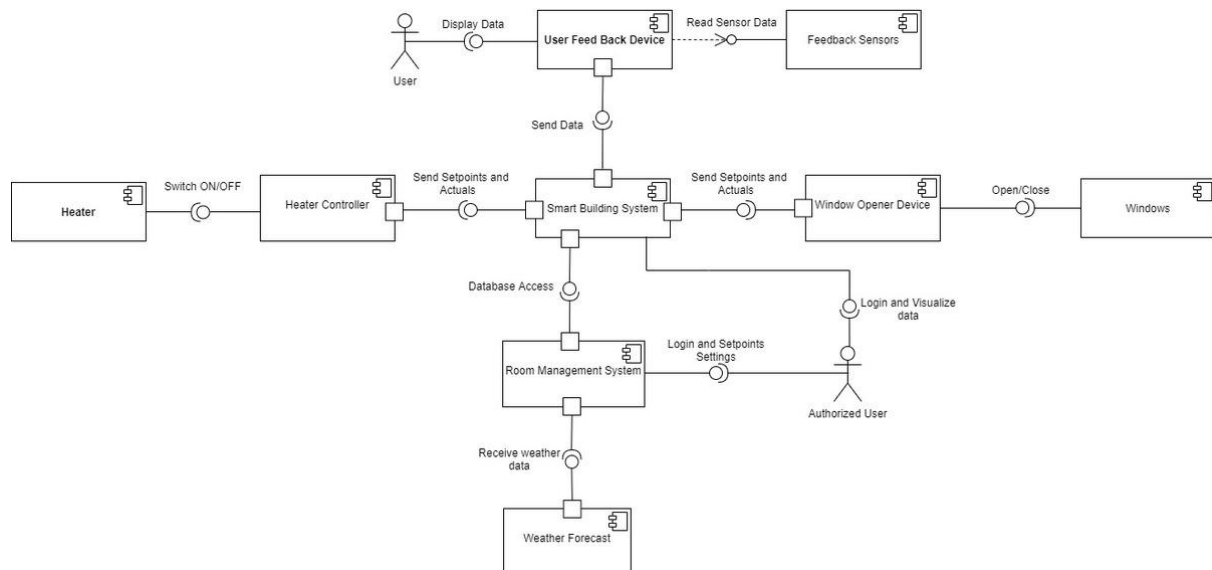 Display Data
Read Sensor Data
User Feed Back Device
Feedback Sensors
User
Send Data
Switch ON/OFF
Send Setpoints and
Actuals
Send Setpoints and
Actuals
Open/Close
Heater
Heater Controller
Smart Building System
Window Opener Device
Windows
Database Access
Login and Visualize
data
Login and Setpoints
Settings
Room Management System
Authorized User
Receive weather
data
Weather Forecast